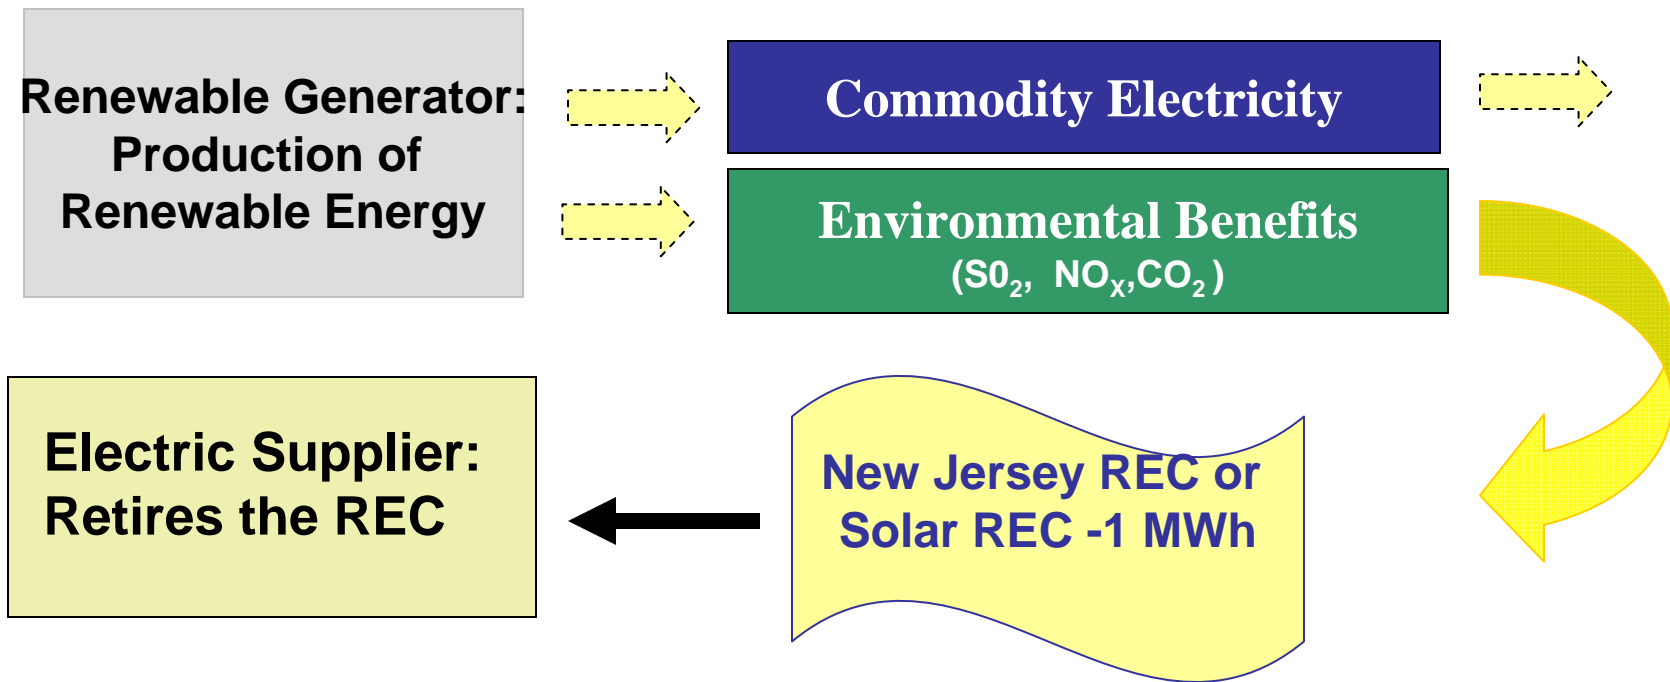 Renewable Generator:
Production of
Renewable Energy
Commodity Electricity
Environmental Benefits
(S0₂, NOₓ,CO₂ )
Electric Supplier:
Retires the REC
New Jersey REC or
Solar REC -1 MWh